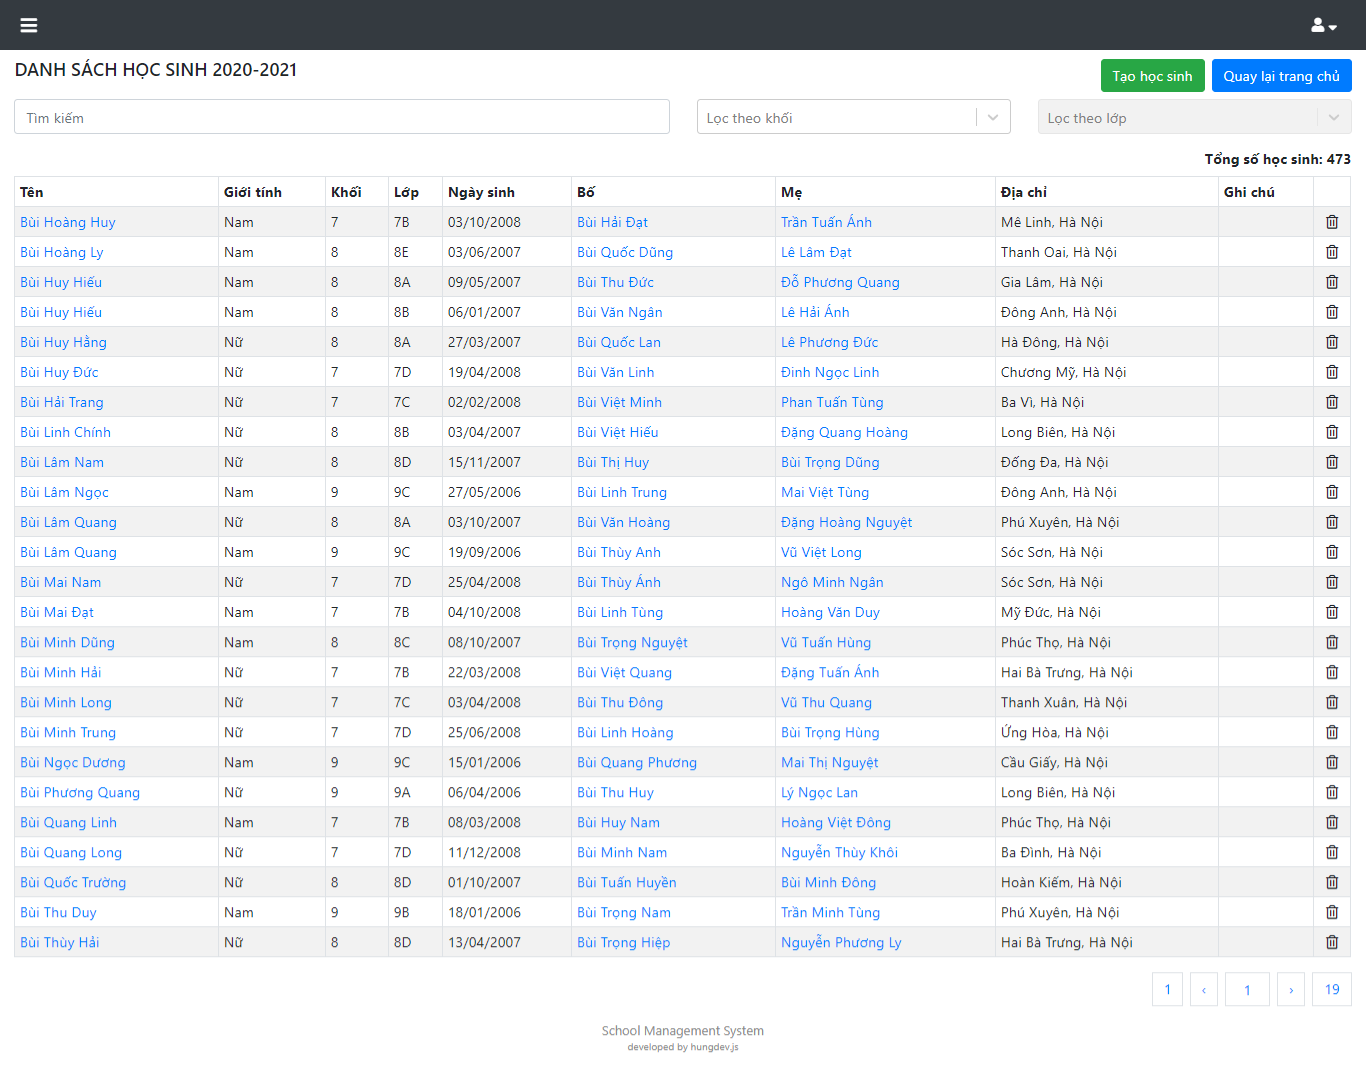 DANH SÁCH HỌC SINH 2020-2021
Tạo học sinh Quay lại trang chủ
Tìm kiếm Lọc theo khối Lọc theo lớp
Tổng số học sinh: 473
Tên Giới tính Khối Lớp Ngày sinh Bố Mẹ Địa chỉ Ghi chú
Bùi Hoàng Huy Nam 7 7B 03/10/2008 Bùi Hải Đạt Trần Tuấn Ánh Mê Linh, Hà Nội
Bùi Hoàng Ly Nam 8 8E 03/06/2007 Bùi Quốc Dũng Lê Lâm Đạt Thanh Oai, Hà Nội
Bùi Huy Hiếu Nam 8 8A 09/05/2007 Bùi Thu Đức Đỗ Phương Quang Gia Lâm, Hà Nội
Bùi Huy Hiếu Nam 8 8B 06/01/2007 Bùi Văn Ngân Lê Hải Ánh Đông Anh, Hà Nội
Bùi Huy Hằng Nữ 8 8A 27/03/2007 Bùi Quốc Lan Lê Phương Đức Hà Đông, Hà Nội
Bùi Huy Đức Nữ 7 7D 19/04/2008 Bùi Văn Linh Đinh Ngọc Linh Chương Mỹ, Hà Nội
Bùi Hải Trang Nữ 7 7C 02/02/2008 Bùi Việt Minh Phan Tuấn Tùng Ba Vì, Hà Nội
Bùi Linh Chính Nữ 8 8B 03/04/2007 Bùi Việt Hiếu Đặng Quang Hoàng Long Biên, Hà Nội
Bùi Lâm Nam Nữ 8 8D 15/11/2007 Bùi Thị Huy Bùi Trọng Dũng Đống Đa, Hà Nội
Bùi Lâm Ngọc Nam 9 9C 27/05/2006 Bùi Linh Trung Mai Việt Tùng Đông Anh, Hà Nội
Bùi Lâm Quang Nữ 8 8A 03/10/2007 Bùi Văn Hoàng Đặng Hoàng Nguyệt Phú Xuyên, Hà Nội
Bùi Lâm Quang Nam 9 9C 19/09/2006 Bùi Thùy Anh Vũ Việt Long Sóc Sơn, Hà Nội
Bùi Mai Nam Nữ 7 7D 25/04/2008 Bùi Thùy Ánh Ngô Minh Ngân Sóc Sơn, Hà Nội
Bùi Mai Đạt Nam 7 7B 04/10/2008 Bùi Linh Tùng Hoàng Văn Duy Mỹ Đức, Hà Nội
Bùi Minh Dũng Nam 8 8C 08/10/2007 Bùi Trọng Nguyệt Vũ Tuấn Hùng Phúc Thọ, Hà Nội
Bùi Minh Hải Nữ 7 7B 22/03/2008 Bùi Việt Quang Đặng Tuấn Ánh Hai Bà Trưng, Hà Nội
Bùi Minh Long Nữ 7 7C 03/04/2008 Bùi Thu Đông Vũ Thu Quang Thanh Xuân, Hà Nội
Bùi Minh Trung Nữ 7 7D 25/06/2008 Bùi Linh Hoàng Bùi Trọng Hùng Ứng Hòa, Hà Nội
Bùi Ngọc Dương Nam 9 9C 15/01/2006 Bùi Quang Phương Mai Thị Nguyệt Cầu Giấy, Hà Nội
Bùi Phương Quang Nữ 9 9A 06/04/2006 Bùi Thu Huy Lý Ngọc Lan Long Biên, Hà Nội
Bùi Quang Linh Nam 7 7B 08/03/2008 Bùi Huy Nam Hoàng Việt Đông Phúc Thọ, Hà Nội
Bùi Quang Long Nữ 7 7D 11/12/2008 Bùi Minh Nam Nguyễn Thùy Khôi Ba Đình, Hà Nội
Bùi Quốc Trường Nữ 8 8D 01/10/2007 Bùi Tuấn Huyền Bùi Minh Đông Hoàn Kiếm, Hà Nội
Bùi Thu Duy Nam 9 9B 18/01/2006 Bùi Trọng Nam Trần Minh Tùng Phú Xuyên, Hà Nội
Bùi Thùy Hải Nữ 8 8D 13/04/2007 Bùi Trọng Hiệp Nguyễn Phương Ly Hai Bà Trưng, Hà Nội
1 ‹ 1 › 19
School Management System
developed by hungdev.js